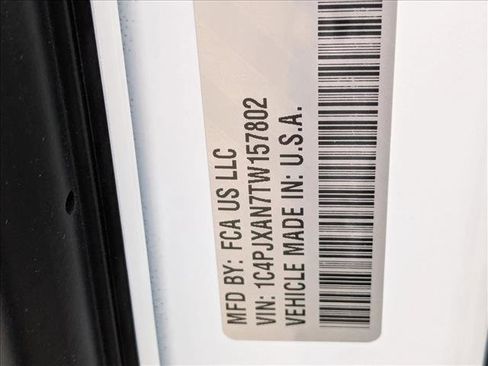 MFD BY: FCA US LLC
VIN: 1C4PJXAN7TW157802
VEHICLE MADE IN: U.S.A.